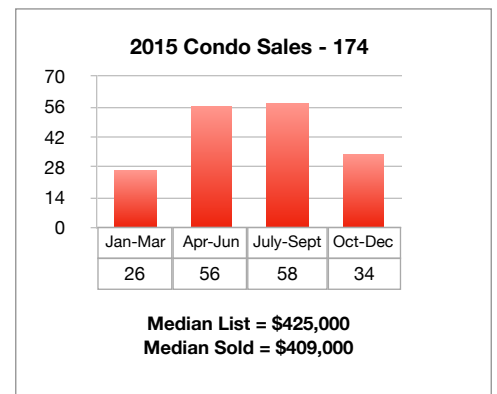 2015 Condo Sales - 174
70
56
42
28
14
0
Jan-Mar Apr-Jun July-Sept Oct-Dec
26 56 58 34
Median List = $425,000
Median Sold = $409,000